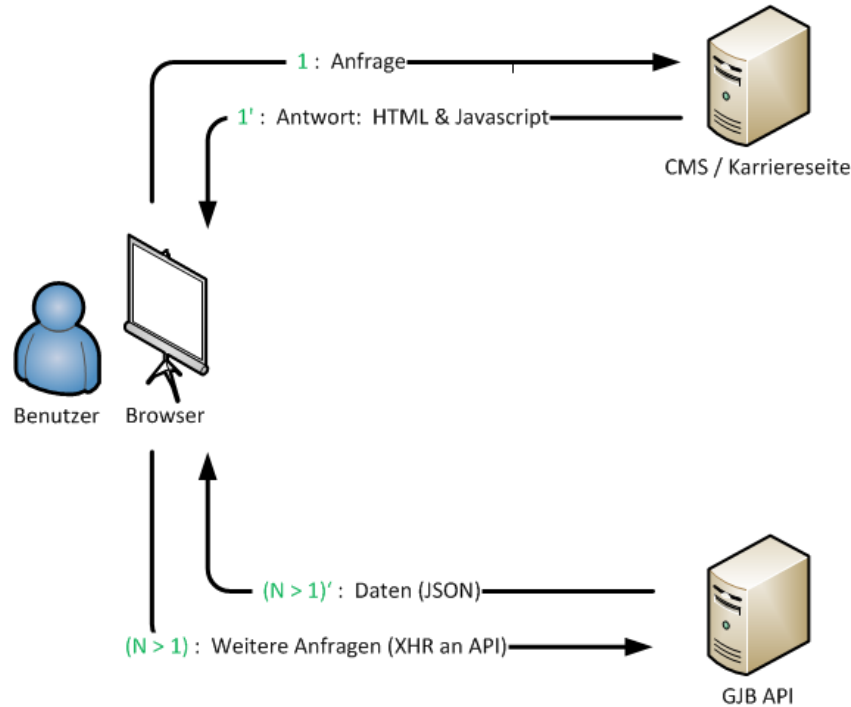 1 : Anfrage
1' : Antwort: HTML & Javascript
CMS / Karriereseite
Benutzer
Browser
(N > 1)‘ : Daten (JSON)
(N > 1) : Weitere Anfragen (XHR an API)
GJB API